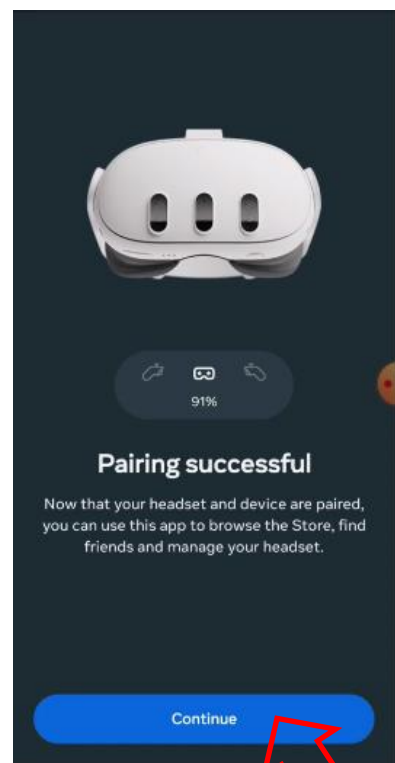 91%
Pairing successful
Now that your headset and device are paired,
you can use this app to browse the Store, find
friends and manage your headset.
Continue